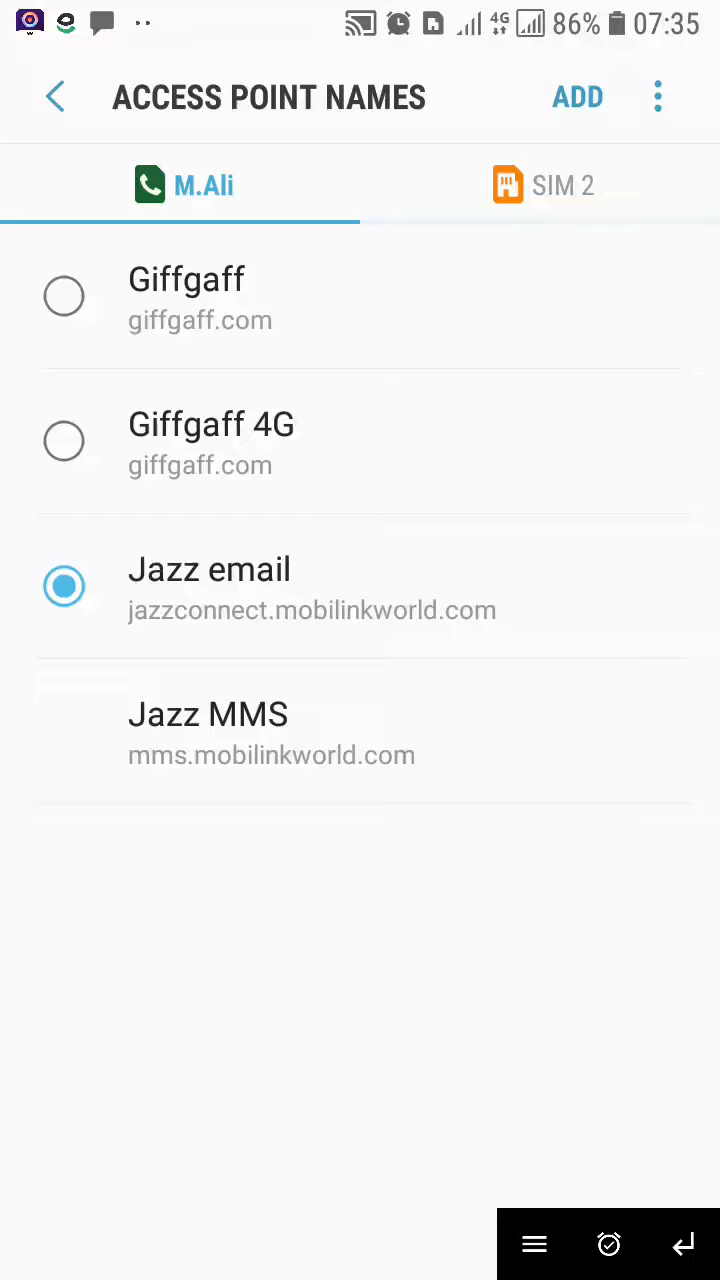 4G 86% 07:35
ACCESS POINT NAMES ADD
M.Ali SIM 2
Giffgaff
giffgaff.com
Giffgaff 4G
giffgaff.com
Jazz email
jazzconnect.mobilinkworld.com
Jazz MMS
mms.mobilinkworld.com